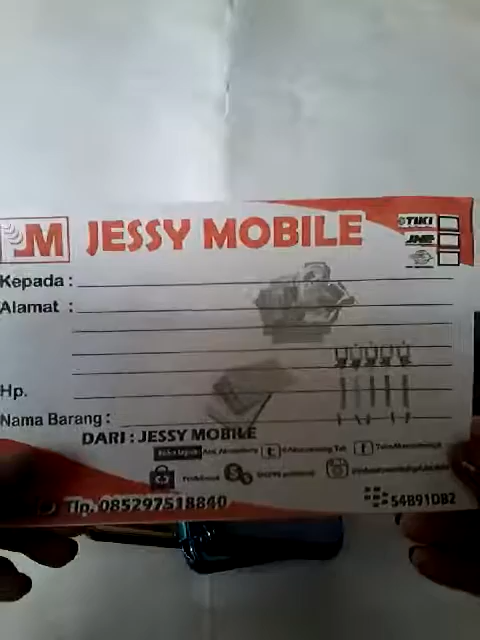 JM JESSY MOBILE
TIKI
JNE
Kepada :
Alamat :
Hp.
Nama Barang :
DARI : JESSY MOBILE
Tlp. 085297518840
54B91DB2